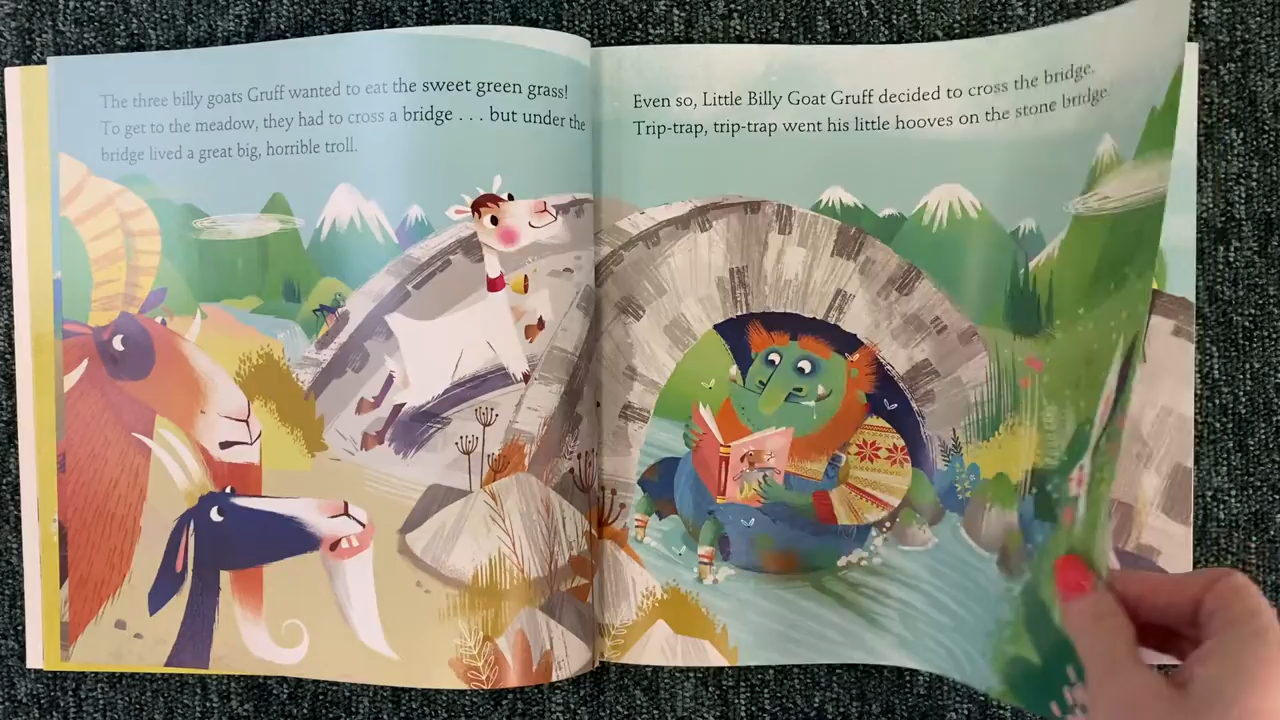 The three billy goats Gruff wanted to eat the sweet green grass!
To get to the meadow, they had to cross a bridge . . . but under the
bridge lived a great big, horrible troll.
Even so, Little Billy Goat Gruff decided to cross the bridge.
Trip-trap, trip-trap went his little hooves on the stone bridge.